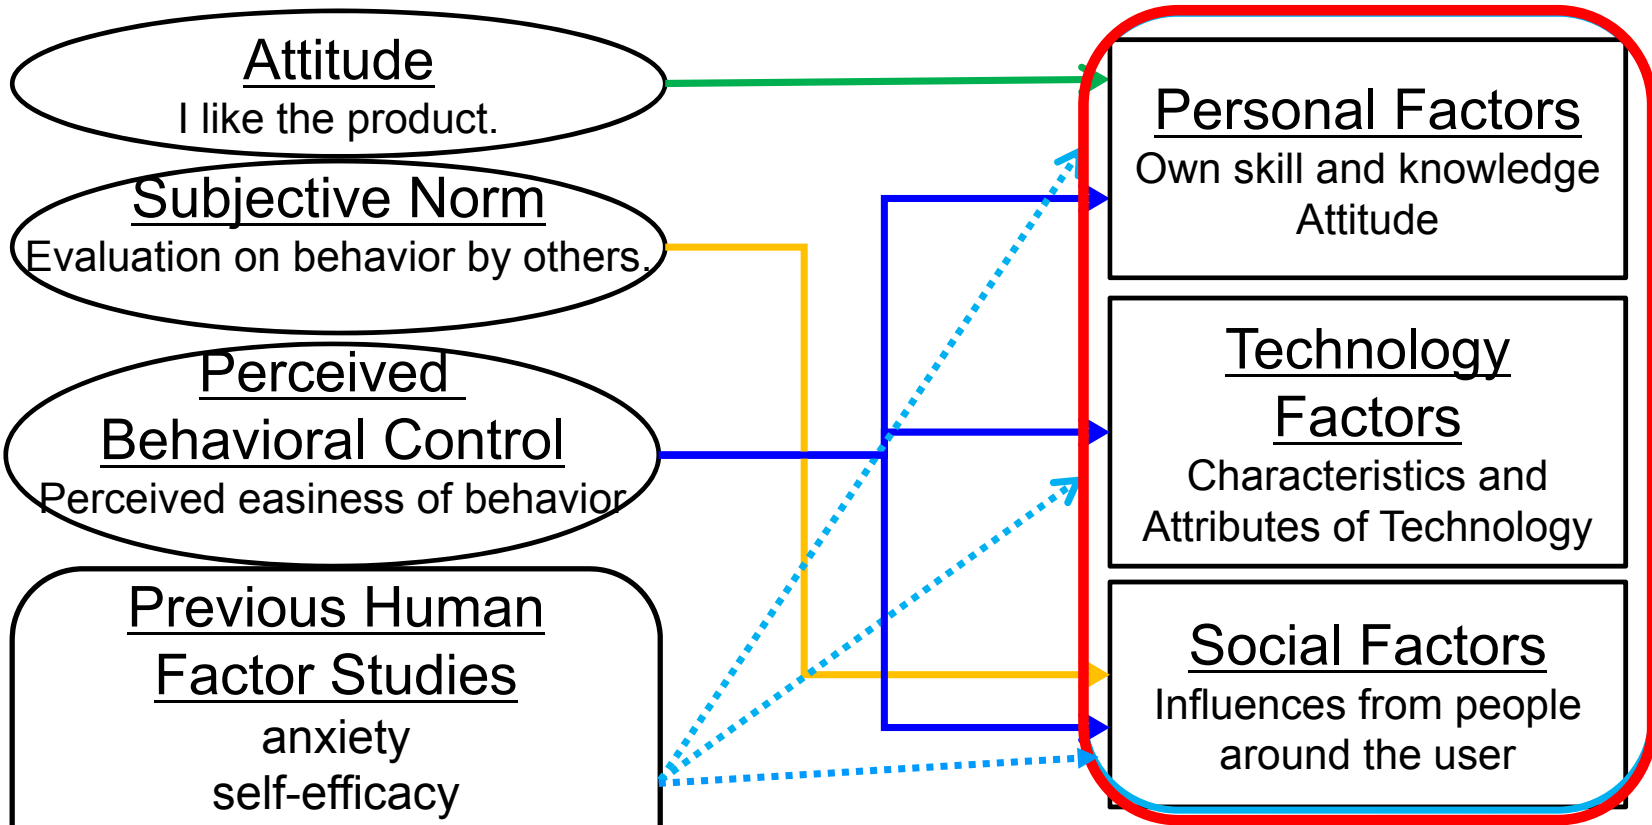 Attitude
I like the product.
Subjective Norm
Evaluation on behavior by others.
Perceived
Behavioral Control
Perceived easiness of behavior
Previous Human
Factor Studies
anxiety
self-efficacy
Personal Factors
Own skill and knowledge
Attitude
Technology
Factors
Characteristics and
Attributes of Technology
Social Factors
Influences from people
around the user